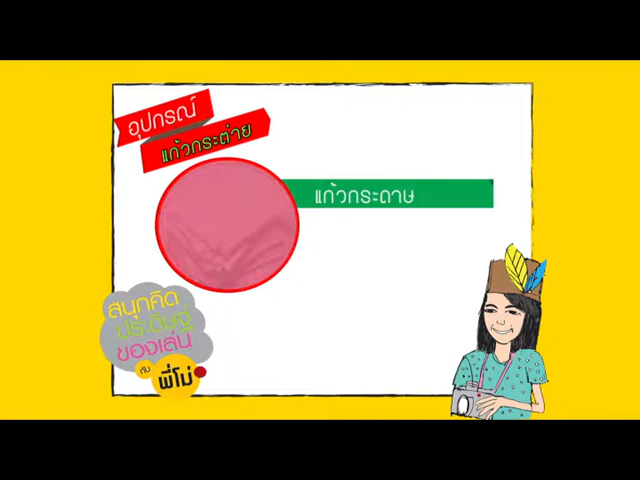 อุปกรณ์
แก้วกระต่าย
แก้วกระดาษ
สนุกคิด
ประดิษฐ์
ของเล่น
กับ
พี่โม่